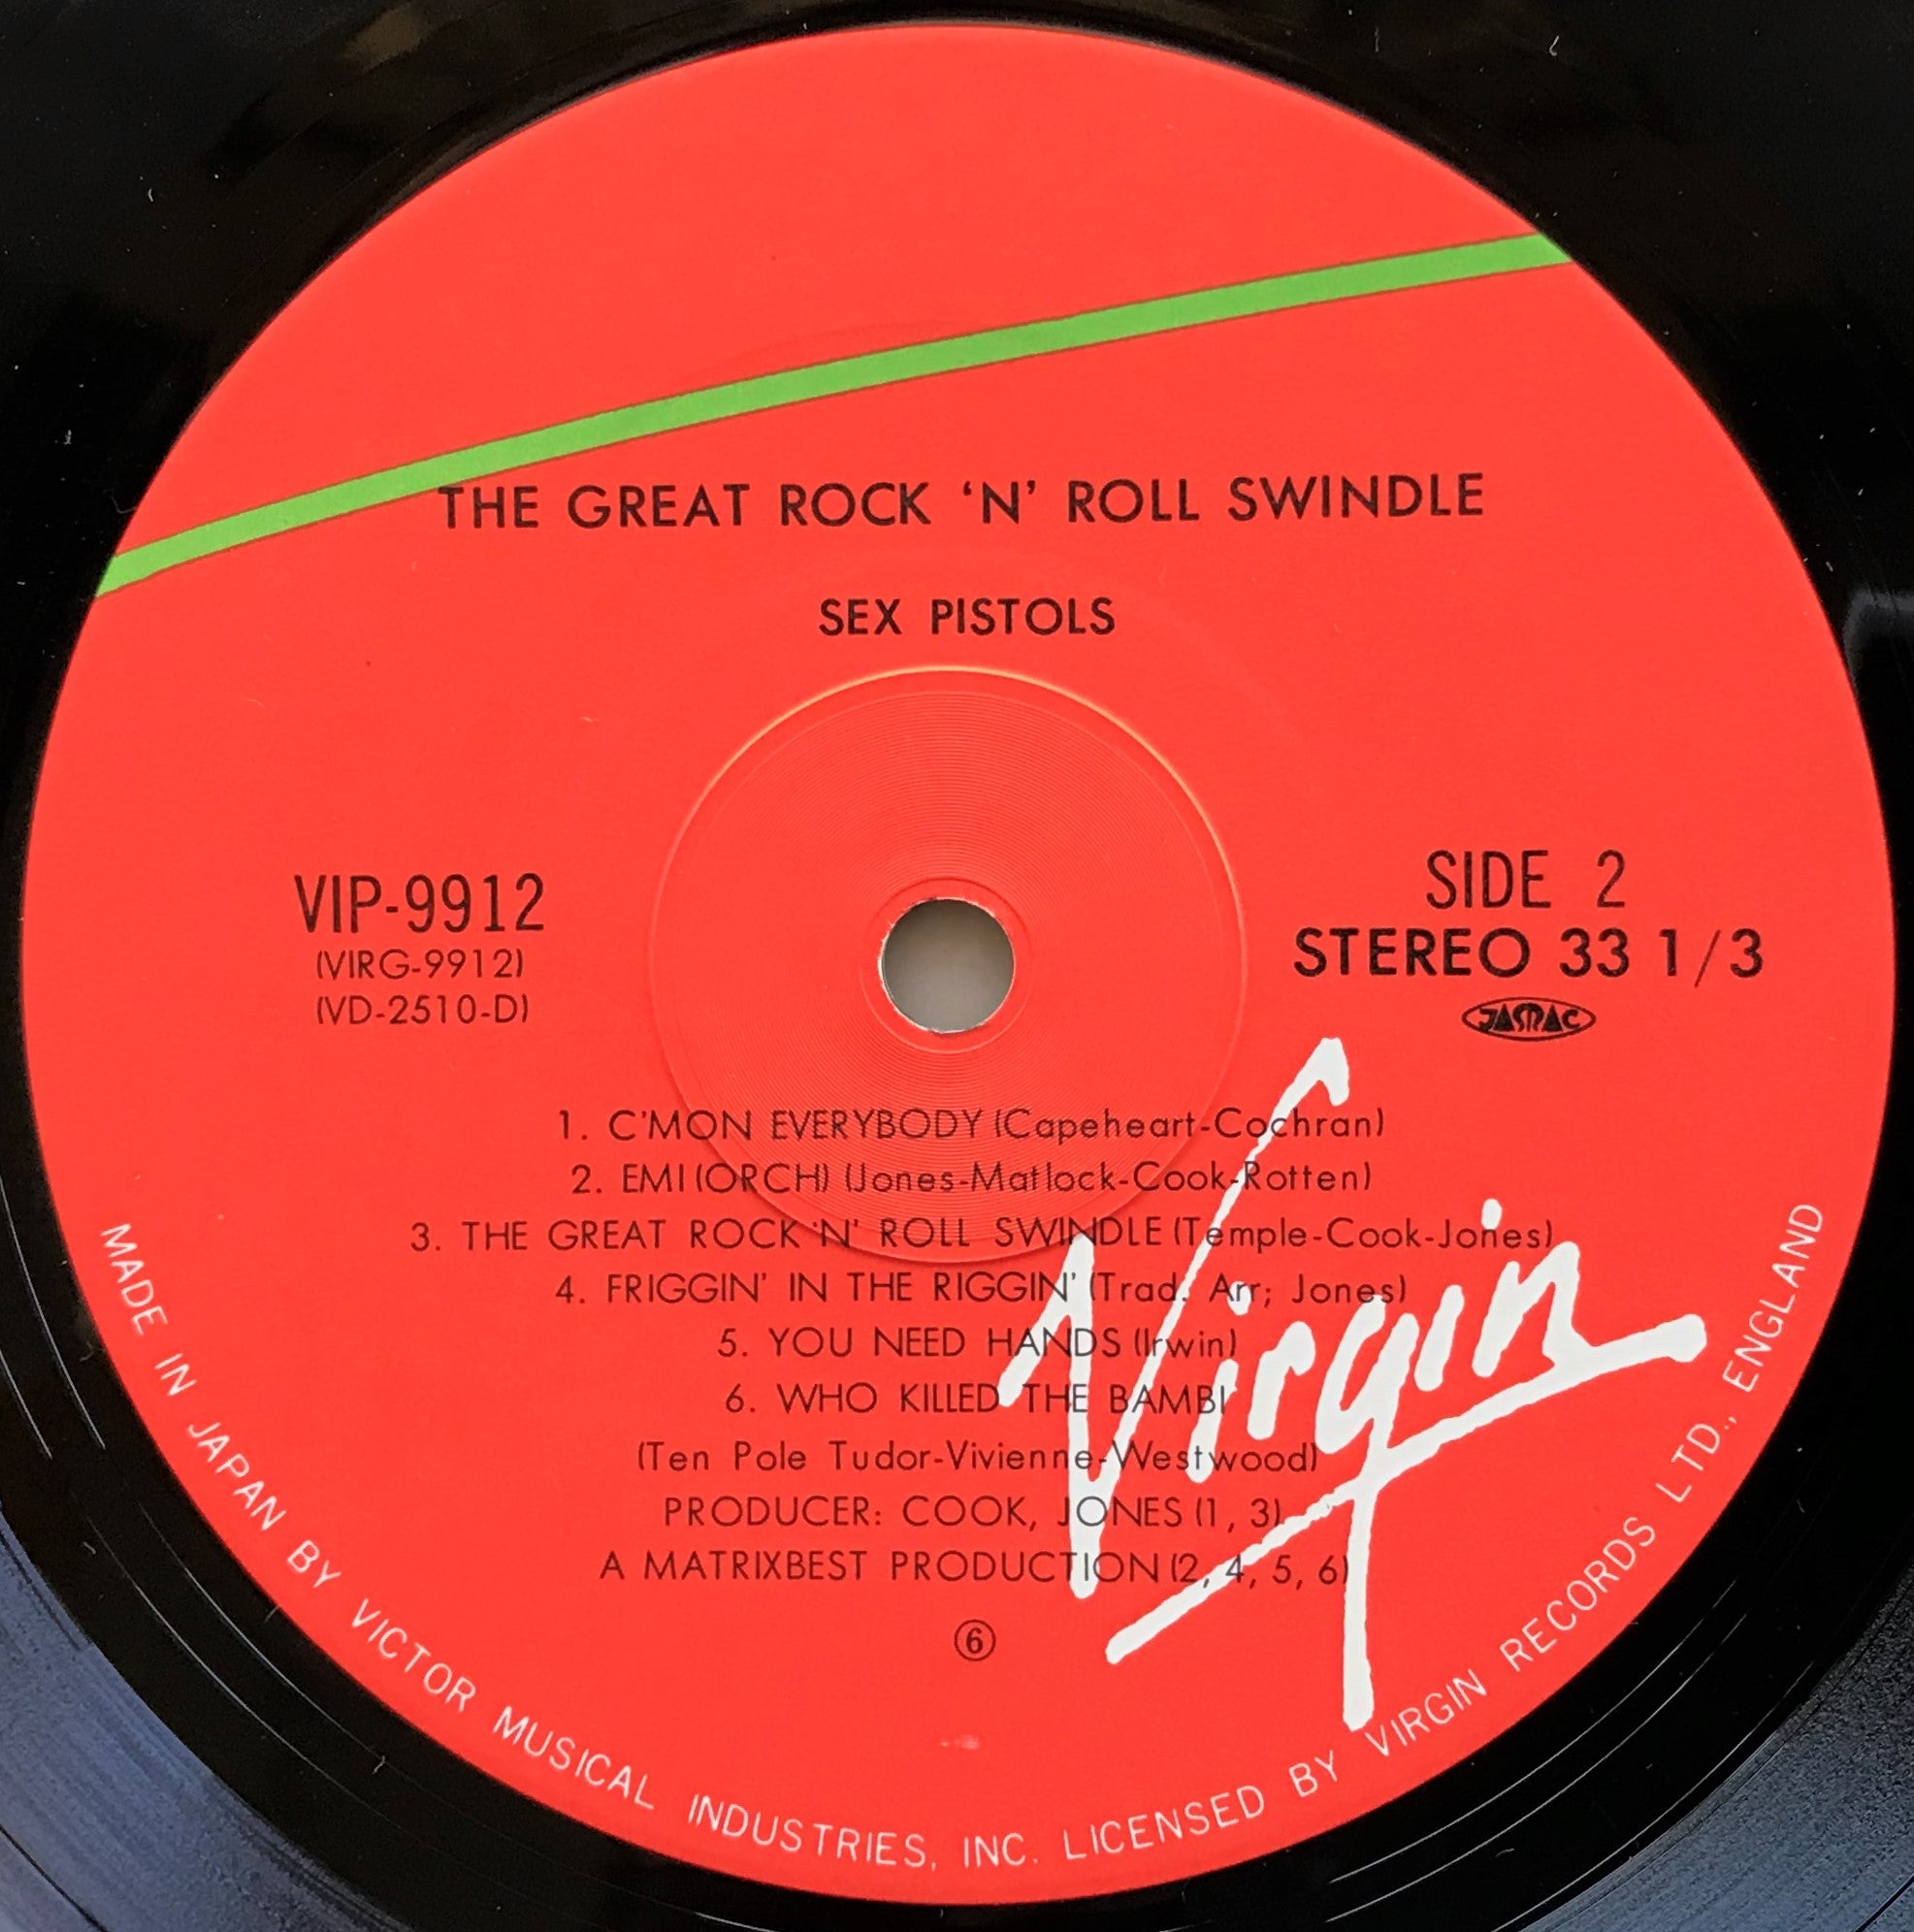 THE GREAT ROCK ‘N’ ROLL SWINDLE
SEX PISTOLS
VIP-9912
(VIRG-9912)
(VD-2510-D)
SIDE 2
STEREO 33 1/3
JASRAC
1. C'MON EVERYBODY (Capeheart-Cochran)
2. EMI (ORCH) (Jones-Matlock-Cook-Rotten)
3. THE GREAT ROCK 'N' ROLL SWINDLE (Temple-Cook-Jones)
4. FRIGGIN' IN THE RIGGIN' (Trad. Arr; Jones)
5. YOU NEED HANDS (Irwin)
6. WHO KILLED THE BAMBI
(Ten Pole Tudor-Vivienne-Westwood)
PRODUCER: COOK, JONES (1, 3)
A MATRIXBEST PRODUCTION (2, 4, 5, 6)
⑥
Virgin
MADE IN JAPAN BY VICTOR MUSICAL INDUSTRIES, INC. LICENSED BY VIRGIN RECORDS LTD., ENGLAND